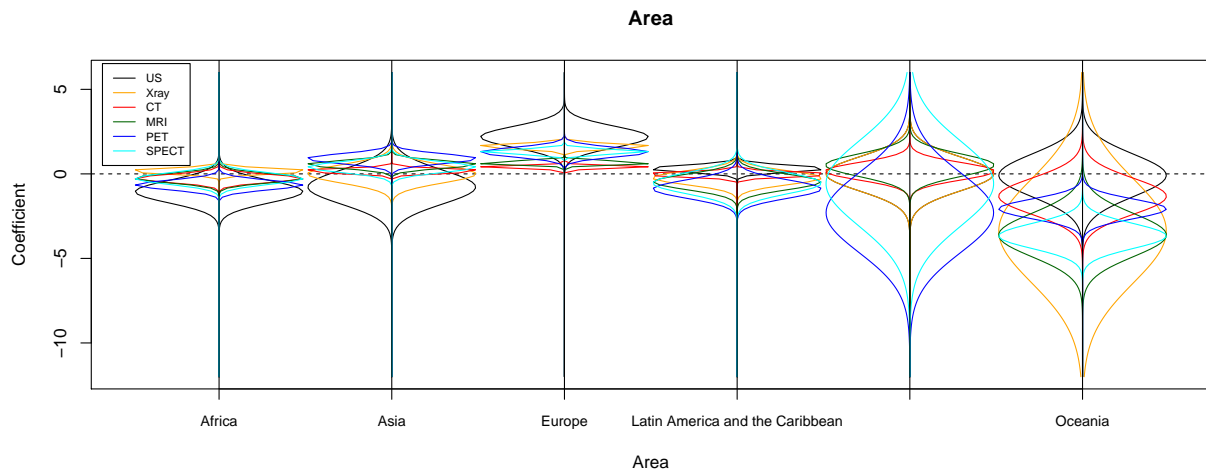 Area
Coefficient
5
0
−5
−10
US
Xray
CT
MRI
PET
SPECT
Africa
Asia
Europe
Latin America and the Caribbean
Oceania
Area